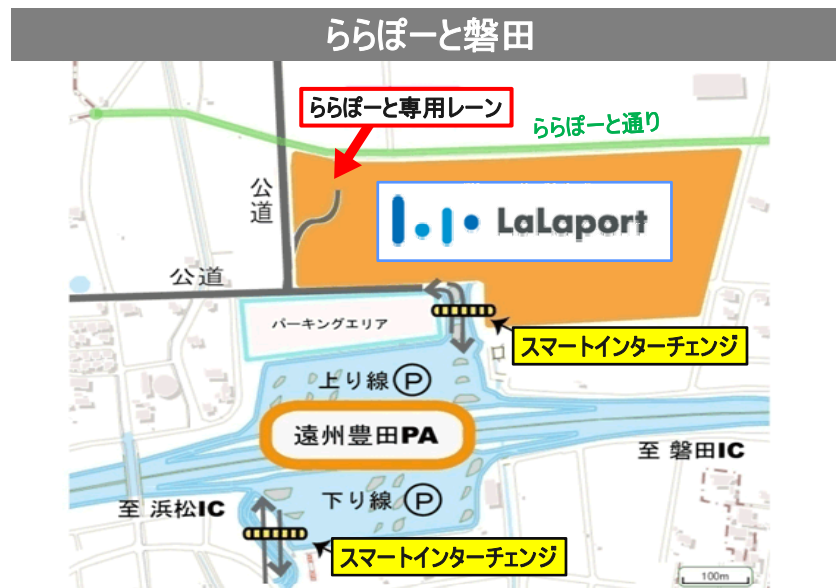 ららぽーと磐田
ららぽーと専用レーン
ららぽーと通り
公道
LaLaport
公道
パーキングエリア
スマートインターチェンジ
上り線 P
遠州豊田PA
至 磐田IC
至 浜松IC
下り線 P
スマートインターチェンジ
100m